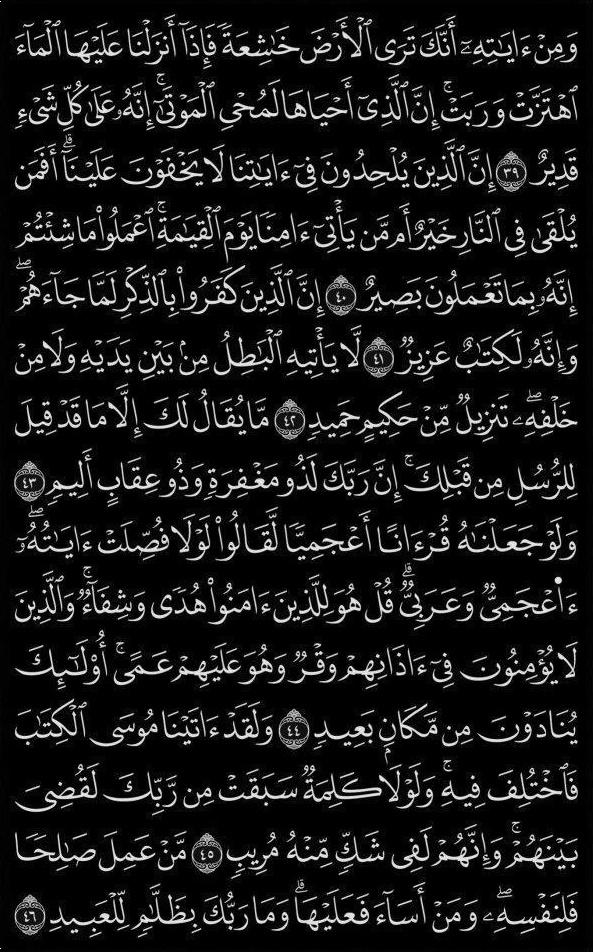 وَمِنْ ءَايَـٰتِهِۦٓ أَنَّكَ تَرَى ٱلْأَرْضَ خَـٰشِعَةً فَإِذَآ أَنزَلْنَا عَلَيْهَا ٱلْمَآءَ
ٱهْتَزَّتْ وَرَبَتْ ۚ إِنَّ ٱلَّذِىٓ أَحْيَاهَا لَمُحْىِ ٱلْمَوْتَىٰٓ ۚ إِنَّهُۥ عَلَىٰ كُلِّ شَىْءٍ
قَدِيرٌ ٣٩ إِنَّ ٱلَّذِينَ يُلْحِدُونَ فِىٓ ءَايَـٰتِنَا لَا يَخْفَوْنَ عَلَيْنَآ ۗ أَفَمَن
يُلْقَىٰ فِى ٱلنَّارِ خَيْرٌ أَم مَّن يَأْتِىٓ ءَامِنًا يَوْمَ ٱلْقِيَـٰمَةِ ۚ ٱعْمَلُوا۟ مَا شِئْتُمْ ۖ
إِنَّهُۥ بِمَا تَعْمَلُونَ بَصِيرٌ ٤٠ إِنَّ ٱلَّذِينَ كَفَرُوا۟ بِٱلذِّكْرِ لَمَّا جَآءَهُمْ ۖ
وَإِنَّهُۥ لَكِتَـٰبٌ عَزِيزٌ ٤١ لَّا يَأْتِيهِ ٱلْبَـٰطِلُ مِنۢ بَيْنِ يَدَيْهِ وَلَا مِنْ
خَلْفِهِۦ ۖ تَنزِيلٌ مِّنْ حَكِيمٍ حَمِيدٍ ٤٢ مَّا يُقَالُ لَكَ إِلَّا مَا قَدْ قِيلَ
لِلرُّسُلِ مِن قَبْلِكَ ۚ إِنَّ رَبَّكَ لَذُو مَغْفِرَةٍ وَذُو عِقَابٍ أَلِيمٍ ٤٣
وَلَوْ جَعَلْنَـٰهُ قُرْءَانًا أَعْجَمِيًّا لَّقَالُوا۟ لَوْلَا فُصِّلَتْ ءَايَـٰتُهُۥٓ ۖ
ءَا۬عْجَمِىٌّ وَعَرَبِىٌّ ۗ قُلْ هُوَ لِلَّذِينَ ءَامَنُوا۟ هُدًى وَشِفَآءٌ ۖ وَٱلَّذِينَ
لَا يُؤْمِنُونَ فِىٓ ءَاذَانِهِمْ وَقْرٌ وَهُوَ عَلَيْهِمْ عَمًى ۚ أُو۟لَـٰٓئِكَ
يُنَادَوْنَ مِن مَّكَانٍۭ بَعِيدٍ ٤٤ وَلَقَدْ ءَاتَيْنَا مُوسَى ٱلْكِتَـٰبَ
فَٱخْتُلِفَ فِيهِ ۗ وَلَوْلَا كَلِمَةٌ سَبَقَتْ مِن رَّبِّكَ لَقُضِىَ
بَيْنَهُمْ ۚ وَإِنَّهُمْ لَفِى شَكٍّ مِّنْهُ مُرِيبٍ ٤٥ مَّنْ عَمِلَ صَـٰلِحًا
فَلِنَفْسِهِۦ ۖ وَمَنْ أَسَآءَ فَعَلَيْهَا ۗ وَمَا رَبُّكَ بِظَلَّـٰمٍ لِّلْعَبِيدِ ٤٦